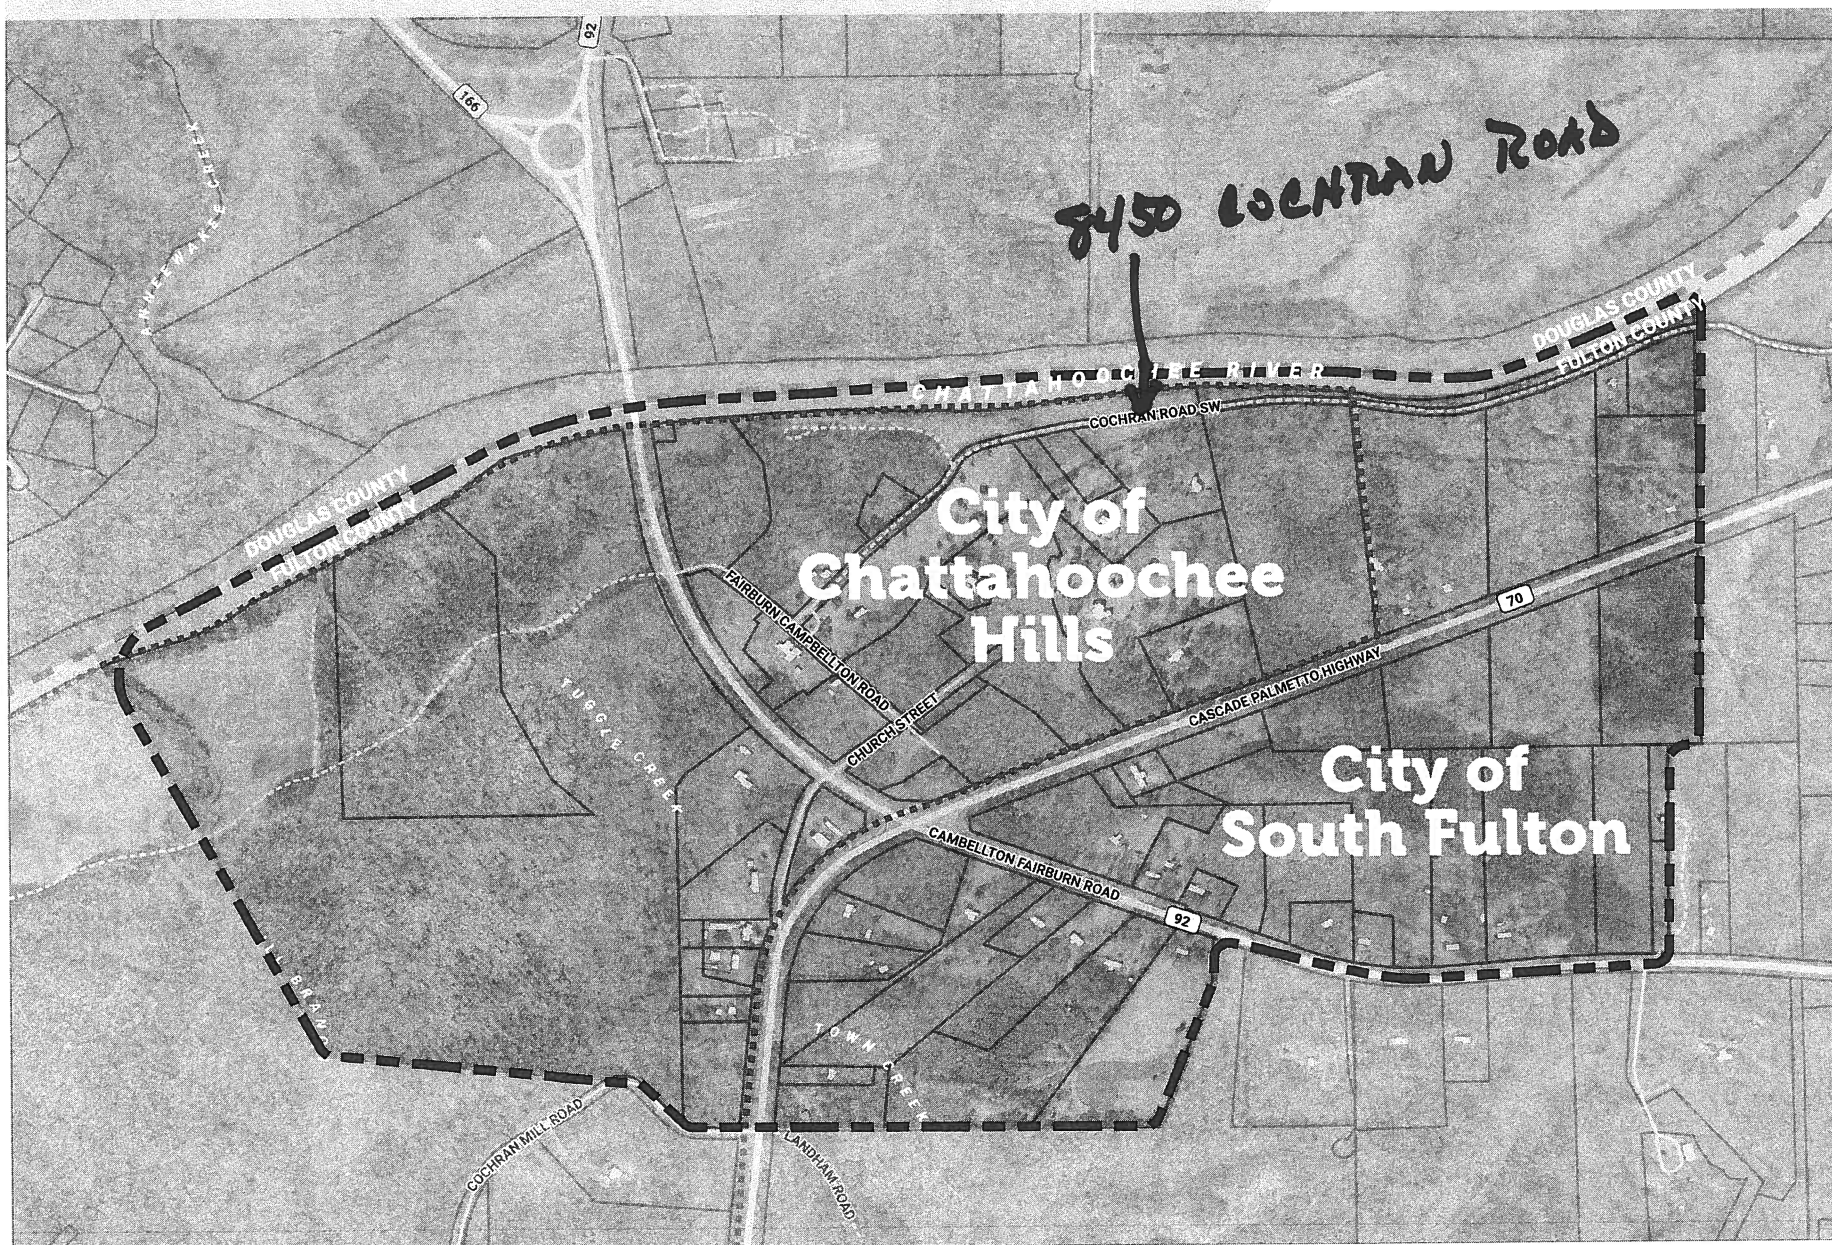 92
166
ANNEEWAKEE CREEK
8450 COCHRAN ROAD
DOUGLAS COUNTY
FULTON COUNTY
CHATTAHOOCHEE RIVER
COCHRAN ROAD SW
DOUGLAS COUNTY
FULTON COUNTY
City of
Chattahoochee
Hills
FAIRBURN CAMPBELLTON ROAD
70
CASCADE PALMETTO HIGHWAY
CHURCH STREET
TUGGLE CREEK
City of
South Fulton
CAMBELLTON FAIRBURN ROAD
92
TOWN CREEK
COCHRAN MILL ROAD
LANDHAM ROAD